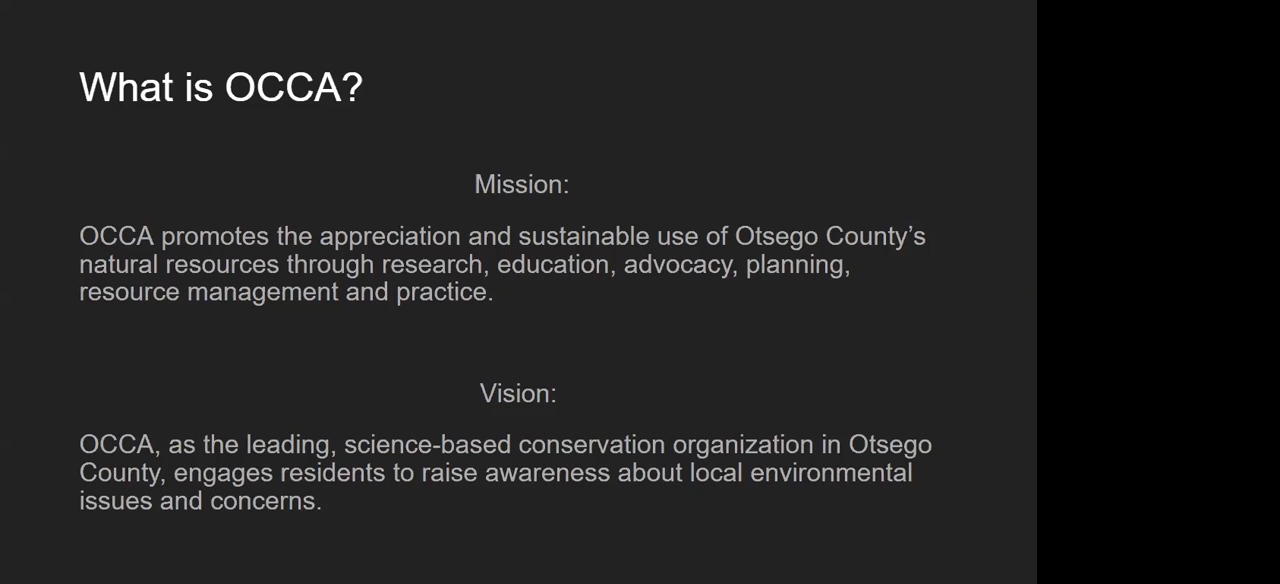 What is OCCA?
Mission:
OCCA promotes the appreciation and sustainable use of Otsego County’s
natural resources through research, education, advocacy, planning,
resource management and practice.
Vision:
OCCA, as the leading, science-based conservation organization in Otsego
County, engages residents to raise awareness about local environmental
issues and concerns.